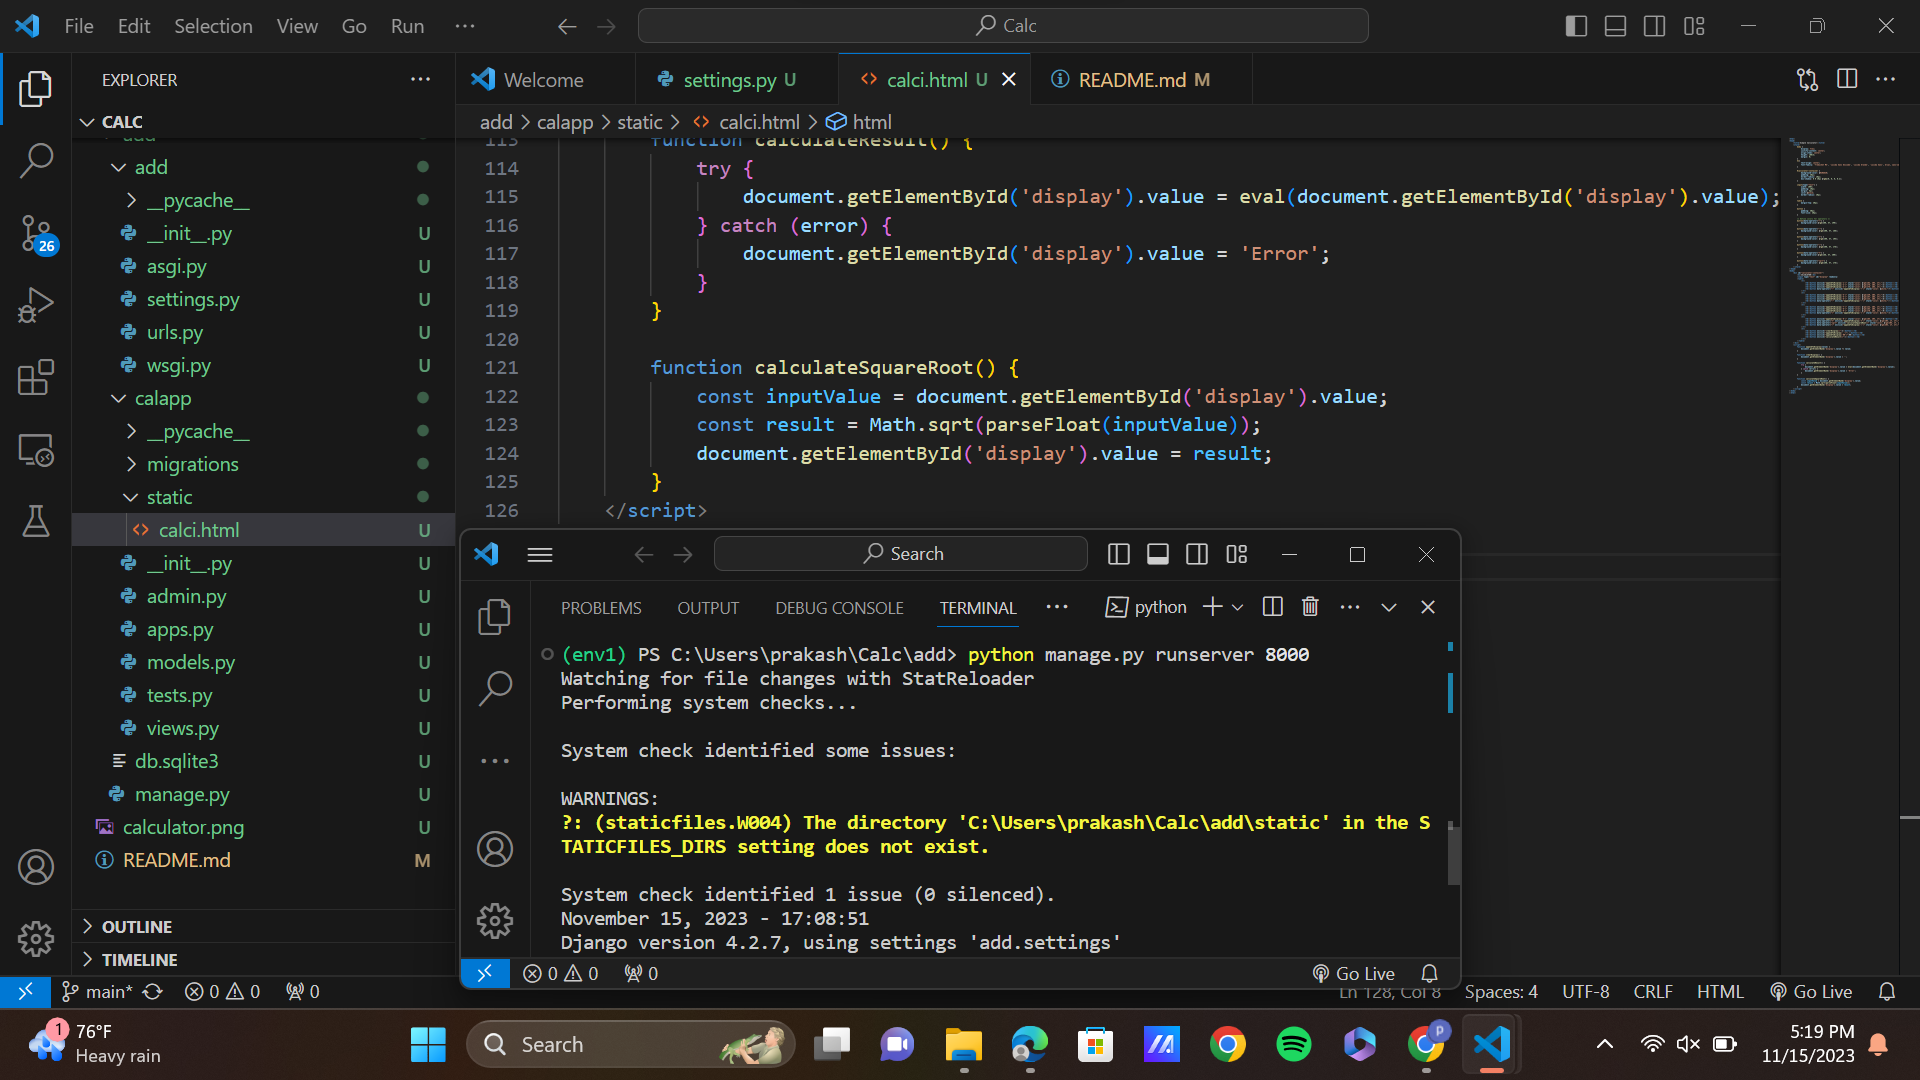 File Edit Selection View Go Run ···
Calc
EXPLORER
Welcome
settings.py U
calci.html U
README.md M
CALC
add > calapp > static > calci.html > html
add
add
__pycache__
__init__.py U
asgi.py U
settings.py U
urls.py U
wsgi.py U
calapp
__pycache__
migrations
static
calci.html U
__init__.py U
admin.py U
apps.py U
models.py U
tests.py U
views.py U
db.sqlite3 U
manage.py U
calculator.png U
README.md M
OUTLINE
TIMELINE
26
113 function calculateResult() {
114 try {
115 document.getElementById('display').value = eval(document.getElementById('display').value);
116 } catch (error) {
117 document.getElementById('display').value = 'Error';
118 }
119 }
120
121 function calculateSquareRoot() {
122 const inputValue = document.getElementById('display').value;
123 const result = Math.sqrt(parseFloat(inputValue));
124 document.getElementById('display').value = result;
125 }
126 </script>
Search
PROBLEMS OUTPUT DEBUG CONSOLE TERMINAL ··· python
(env1) PS C:\Users\prakash\Calc\add> python manage.py runserver 8000
Watching for file changes with StatReloader
Performing system checks...
System check identified some issues:
WARNINGS:
?: (staticfiles.W004) The directory 'C:\Users\prakash\Calc\add\static' in the S
TATICFILES_DIRS setting does not exist.
System check identified 1 issue (0 silenced).
November 15, 2023 - 17:08:51
Django version 4.2.7, using settings 'add.settings'
0 0 0 Go Live
main* 0 0 0 Ln 128, Col 8 Spaces: 4 UTF-8 CRLF HTML Go Live
1
76°F
Heavy rain
Search
p
5:19 PM
11/15/2023